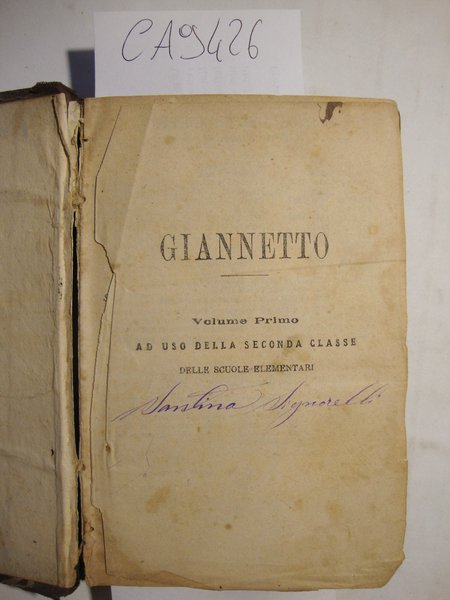 CA9426
GIANNETTO
Volume Primo
AD USO DELLA SECONDA CLASSE
DELLE SCUOLE ELEMENTARI
Santina Signorelli